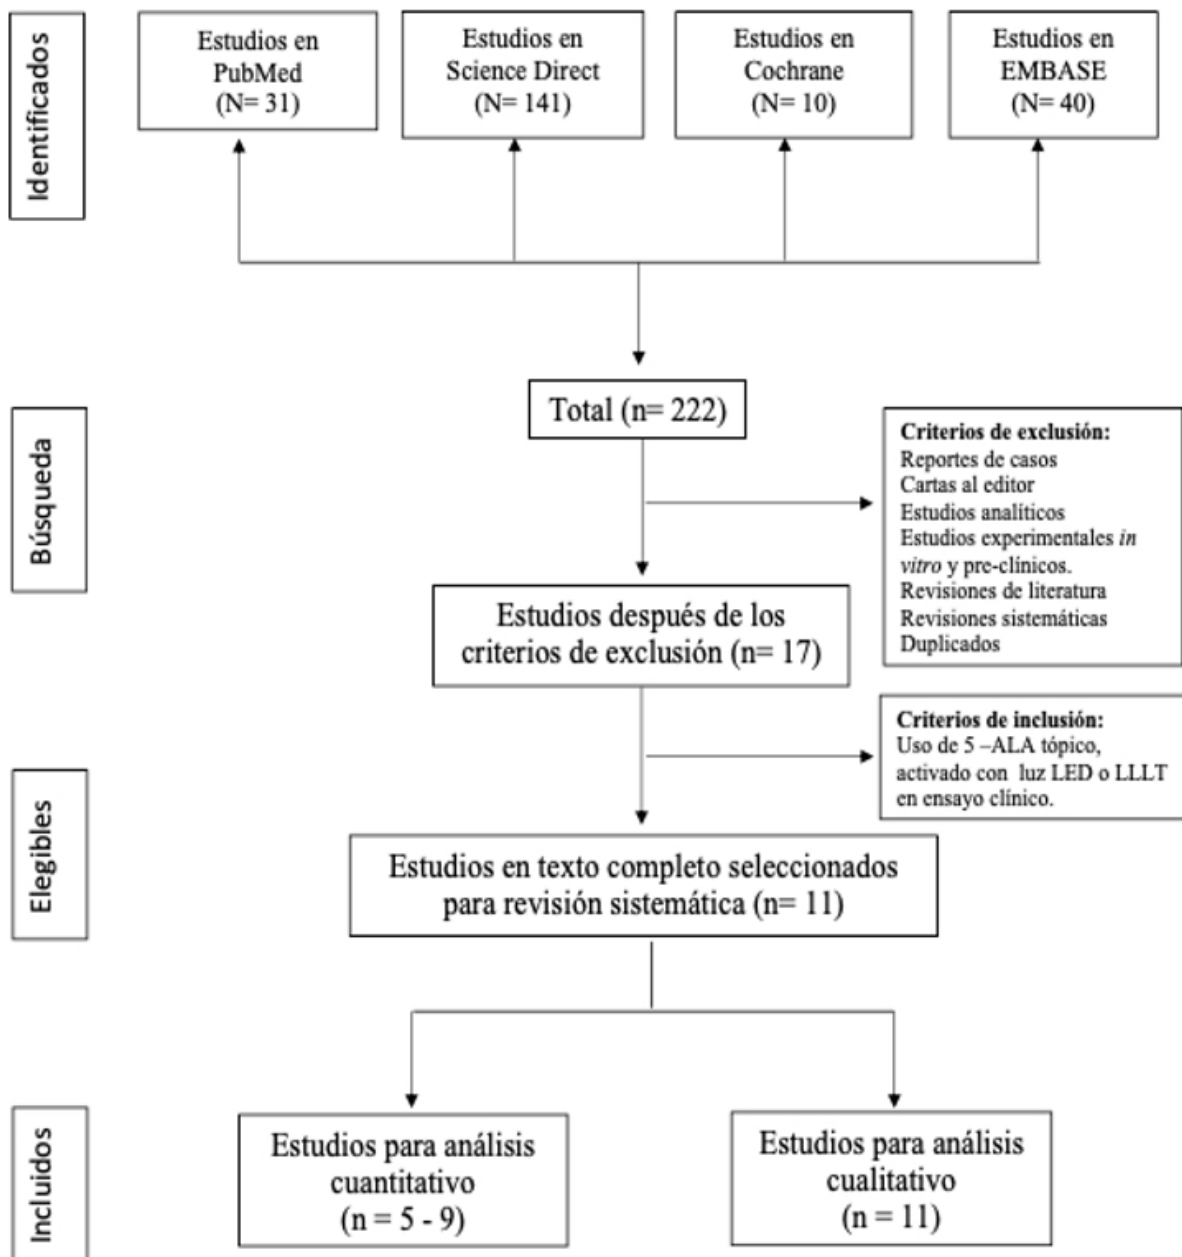 Identificados
Estudios en
PubMed
(N= 31)
Estudios en
Science Direct
(N= 141)
Estudios en
Cochrane
(N= 10)
Estudios en
EMBASE
(N= 40)
Búsqueda
Total (n= 222)
Criterios de exclusión:
Reportes de casos
Cartas al editor
Estudios analíticos
Estudios experimentales in
vitro y pre-clínicos.
Revisiones de literatura
Revisiones sistemáticas
Duplicados
Estudios después de los
criterios de exclusión (n= 17)
Criterios de inclusión:
Uso de 5 –ALA tópico,
activado con luz LED o LLLT
en ensayo clínico.
Elegibles
Estudios en texto completo seleccionados
para revisión sistemática (n= 11)
Incluidos
Estudios para análisis
cuantitativo
(n = 5 - 9)
Estudios para análisis
cualitativo
(n = 11)